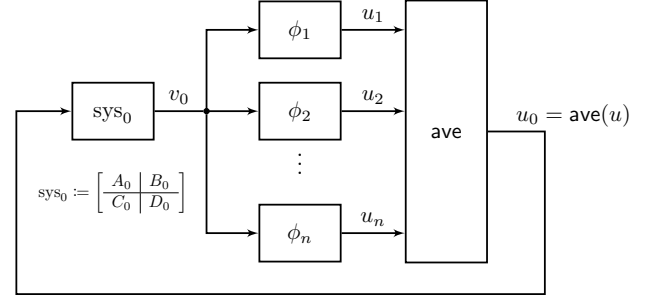 ϕ₁
u₁
sys₀
v₀
ϕ₂
u₂
ave
u₀ = ave(u)
⋮
sys₀ := [ A₀ | B₀
C₀ | D₀ ]
ϕₙ
uₙ